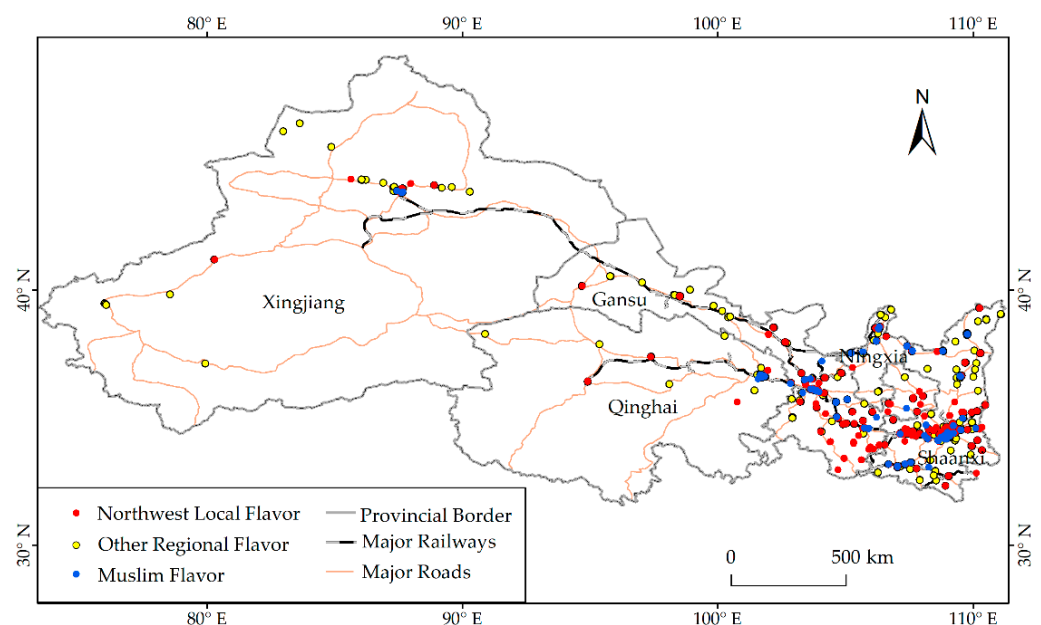 80° E 90° E 100° E 110° E
N
40° N 40° N
Xingjiang
Gansu
Ningxia
Qinghai
Shaanxi
Northwest Local Flavor Provincial Border
Other Regional Flavor Major Railways
Muslim Flavor Major Roads
0 500 km
30° N 30° N
80° E 90° E 100° E 110° E